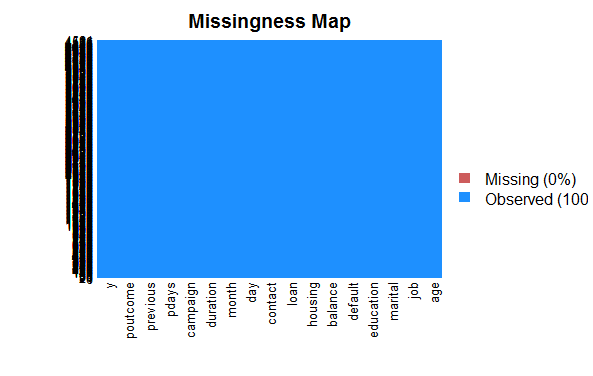 Missingness Map
Missing (0%)
Observed (100
y
poutcome
previous
pdays
campaign
duration
month
day
contact
loan
housing
balance
default
education
marital
job
age